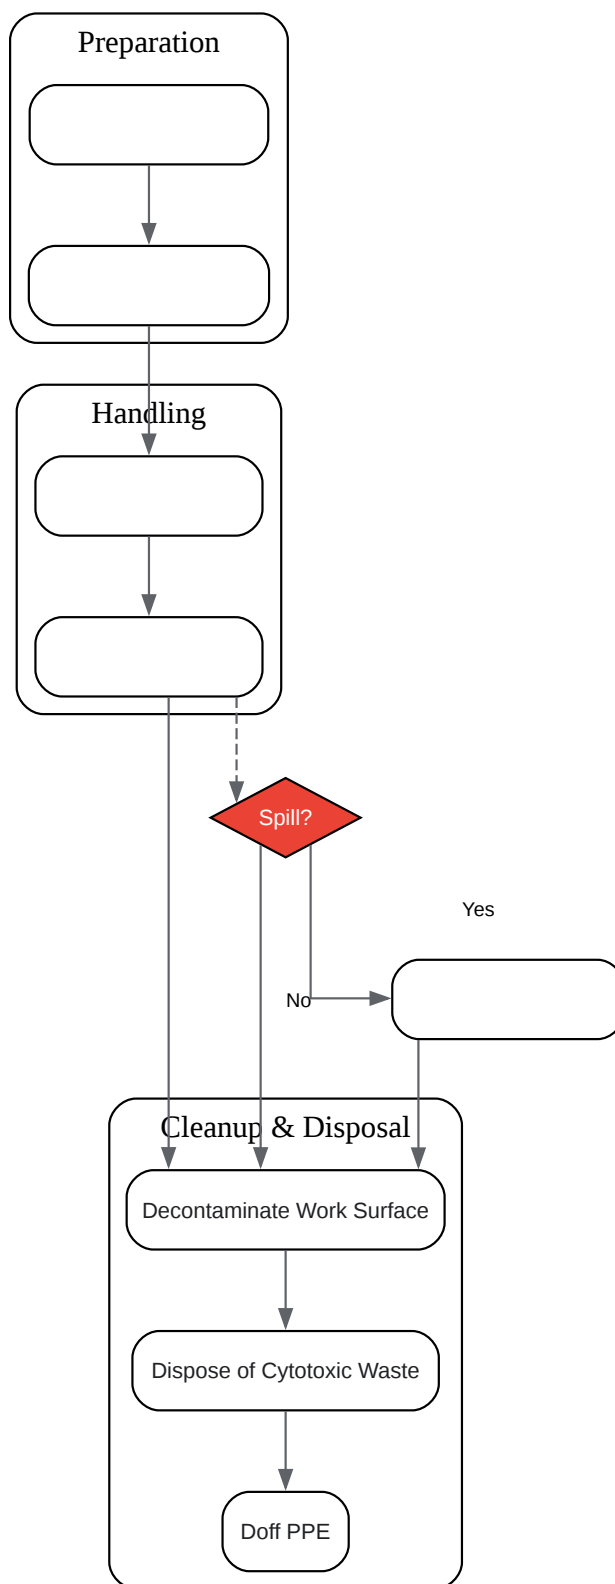 Preparation
Handling
Spill?
Yes
No
Cleanup & Disposal
Decontaminate Work Surface
Dispose of Cytotoxic Waste
Doff PPE